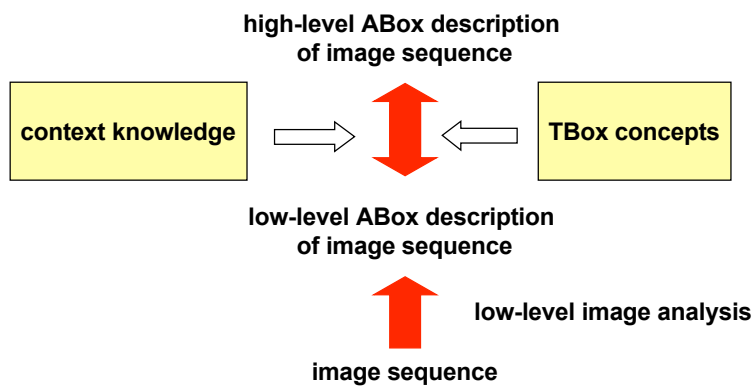 high-level ABox description
of image sequence
context knowledge
TBox concepts
low-level ABox description
of image sequence
low-level image analysis
image sequence